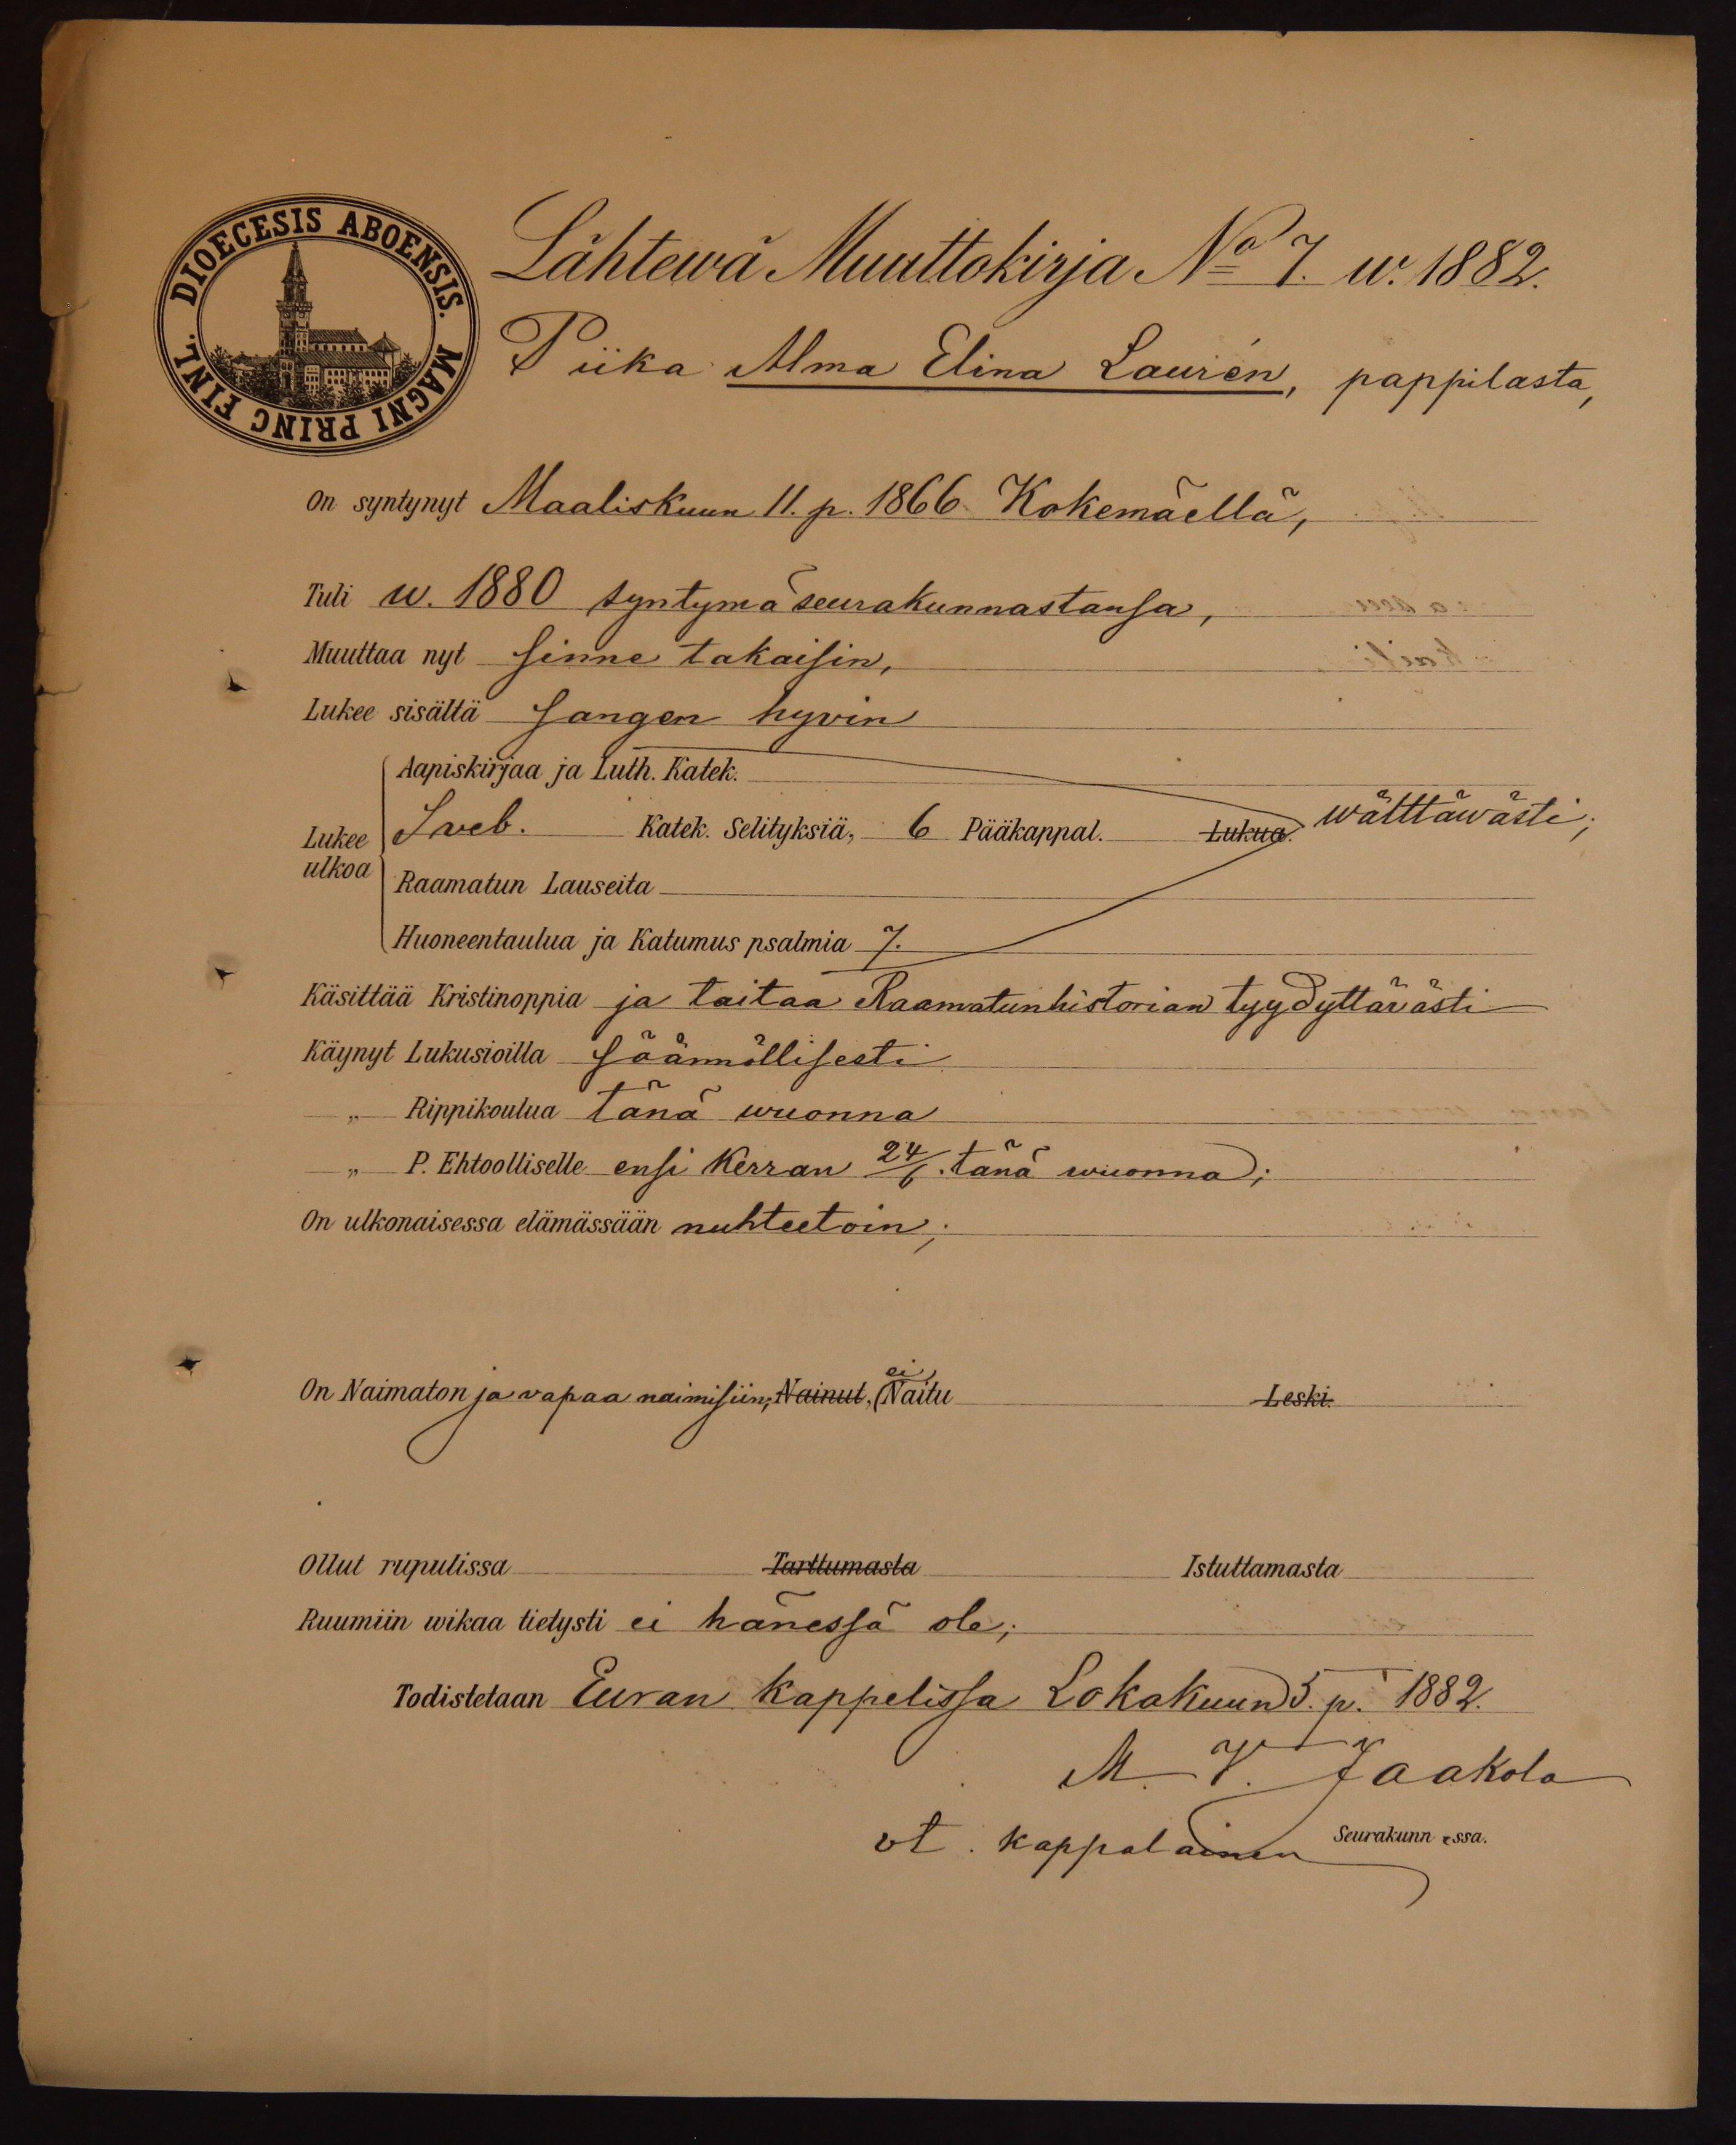 DIOECESIS ABOENSIS. MAGNI PRINC FINL.
Lähtewä Muuttokirja No 7. w. 1882.
Piika Alma Elina Laurén, pappilasta,
On syntynyt Maaliskuun 11. p. 1866 Kokemäellä,
Tuli w. 1880 syntymäseurakunnastansa,
Muuttaa nyt sinne takaisin,
Lukee sisältä sangen hyvin
Aapiskirjaa ja Luth. Katek.
Lukee ulkoa
Sveb. Katek. Selityksiä, 6 Pääkappal. Lukua. wälttäwästi;
Raamatun Lauseita
Huoneentaulua ja Katumus psalmia 7.
Käsittää Kristinoppia ja taitaa Raamatunhistorian tyydyttävästi
Käynyt Lukusioilla säännöllisesti
„ Rippikoulua tänä wuonna
„ P. Ehtoolliselle ensi kerran 24/6. tänä wuonna;
On ulkonaisessa elämässään nuhteetoin;
On Naimaton ja vapaa naimisiin; Nainut, ei Naitu Leski.
Ollut rupulissa Tarttumasta Istuttamasta
Ruumiin wikaa tietysti ei hänessä ole;
Todistetaan Euran kappelissa Lokakuun 5. p. 1882.
M. V. Jaakola
vt. kappalainen Seurakunn essa.